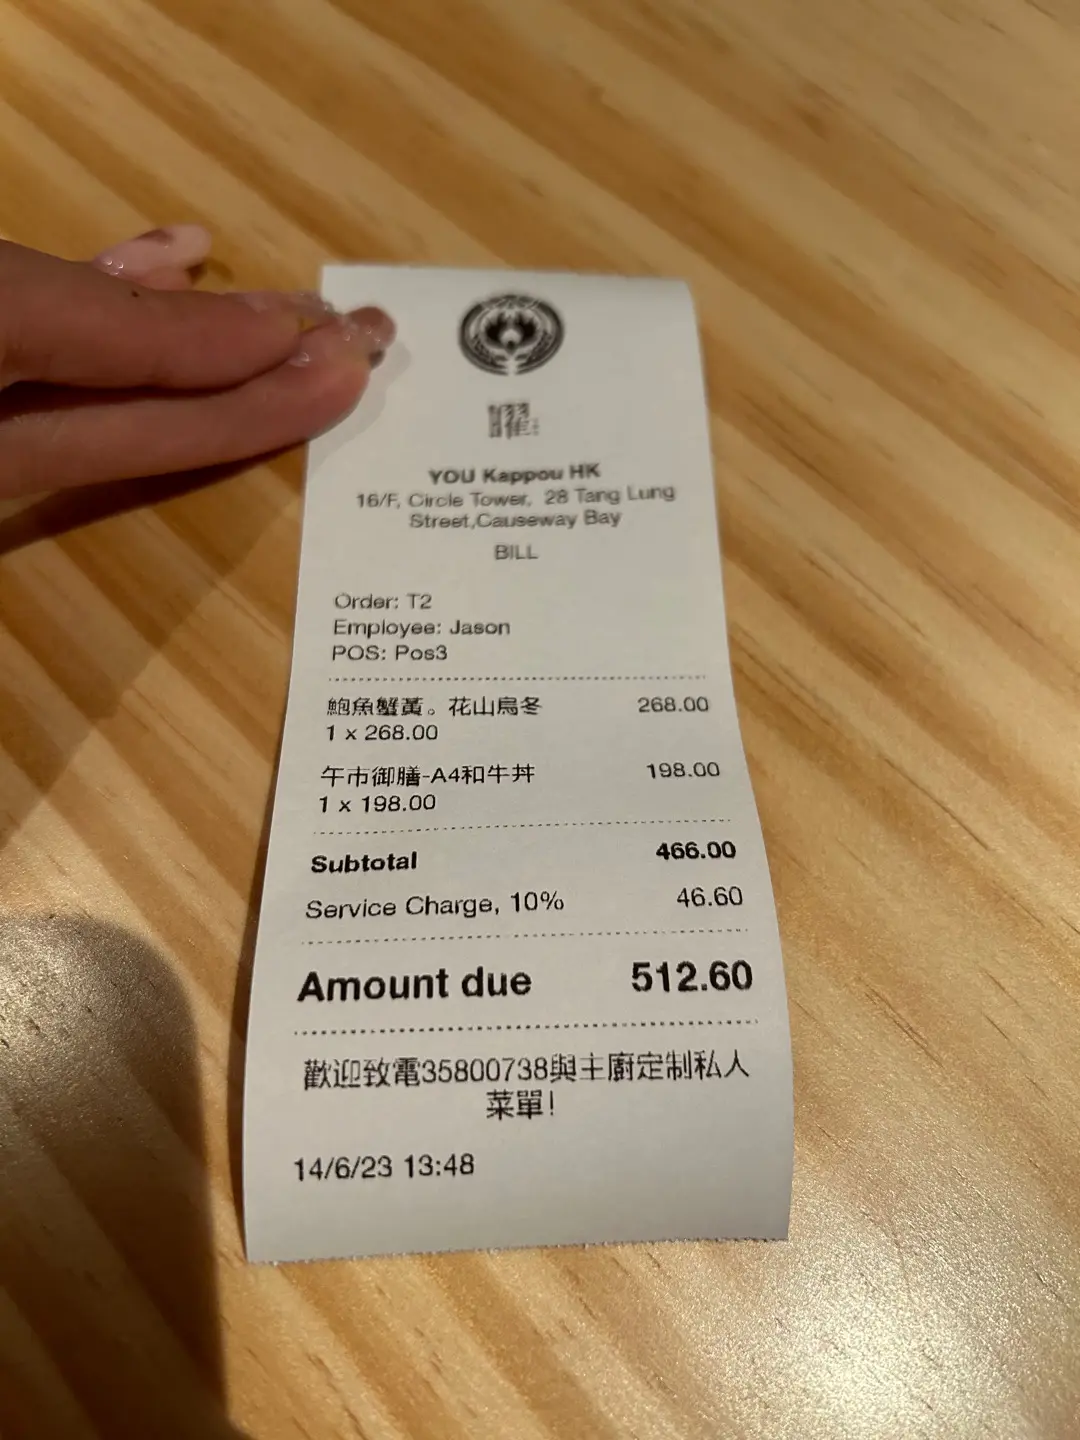 曜
YOU Kappou HK
16/F, Circle Tower, 28 Tang Lung
Street,Causeway Bay
BILL
Order: T2
Employee: Jason
POS: Pos3
鮑魚蟹黃。花山烏冬 268.00
1 x 268.00
午市御膳-A4和牛丼 198.00
1 x 198.00
Subtotal 466.00
Service Charge, 10% 46.60
Amount due 512.60
歡迎致電35800738與主廚定制私人
菜單!
14/6/23 13:48